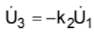 U̇₃ = −k₂U̇₁